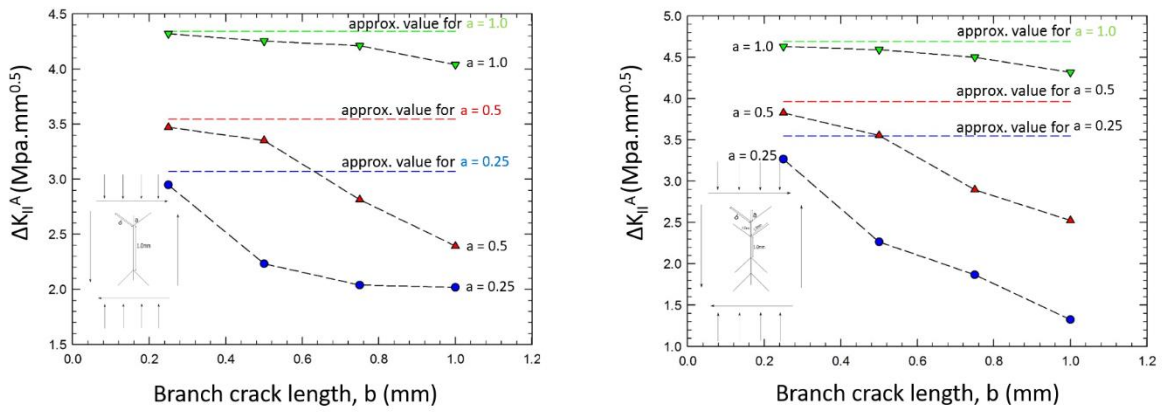 4.5
4.0
3.5
3.0
2.5
2.0
1.5
ΔK_II^A (Mpa.mm^0.5)
approx. value for a = 1.0
a = 1.0
approx. value for a = 0.5
approx. value for a = 0.25
a = 0.5
a = 0.25
a
1.0mm
0.0 0.2 0.4 0.6 0.8 1.0 1.2
Branch crack length, b (mm)
5.0
4.5
4.0
3.5
3.0
2.5
2.0
1.5
1.0
ΔK_II^A (Mpa.mm^0.5)
approx. value for a = 1.0
a = 1.0
approx. value for a = 0.5
a = 0.5
approx. value for a = 0.25
a = 0.25
0.0 0.2 0.4 0.6 0.8 1.0 1.2
Branch crack length, b (mm)